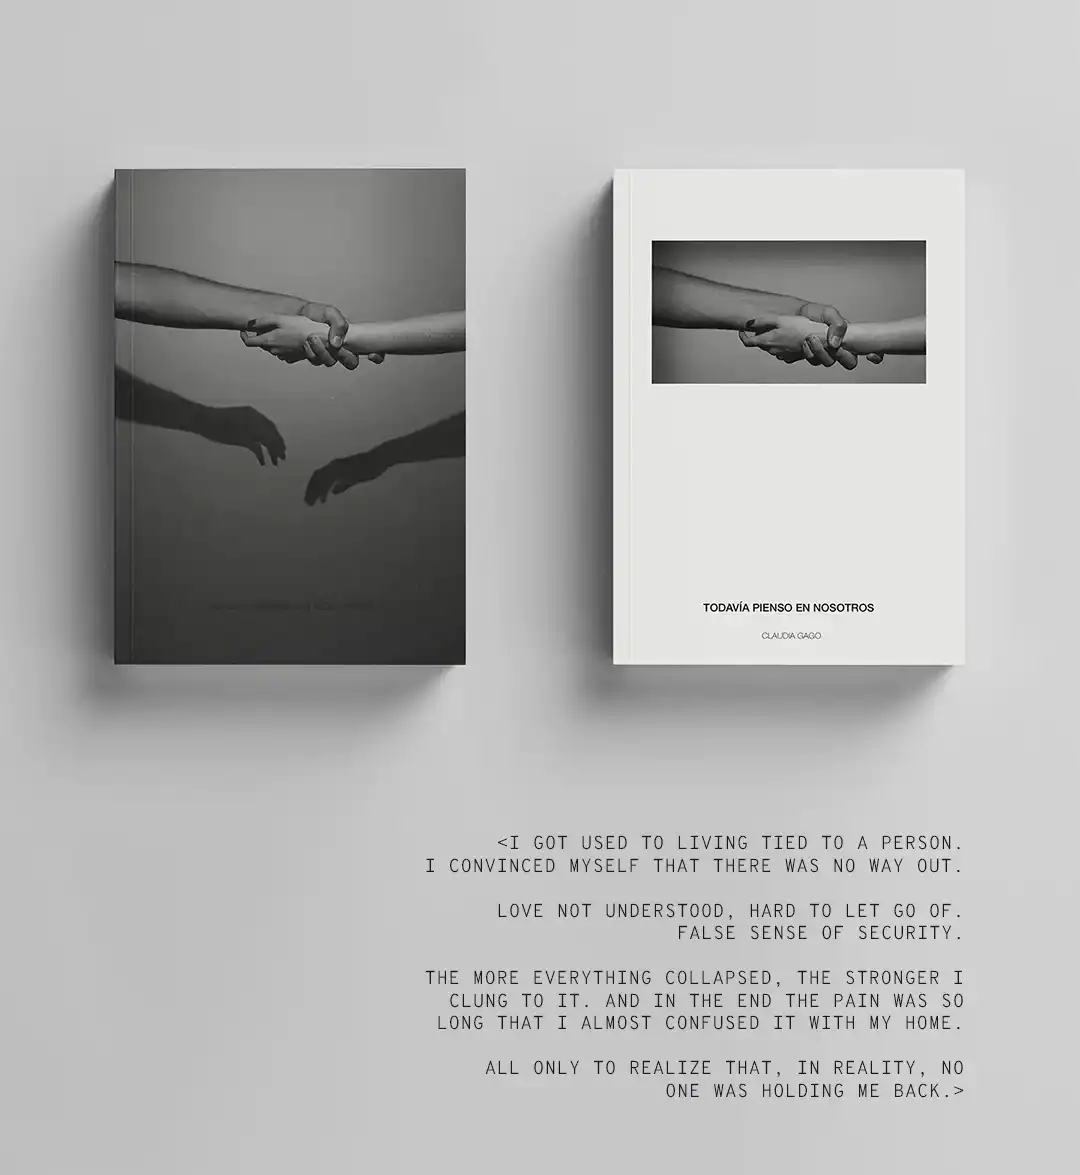 TODAVÍA PIENSO EN NOSOTROS
CLAUDIA GAGO
<I GOT USED TO LIVING TIED TO A PERSON.
I CONVINCED MYSELF THAT THERE WAS NO WAY OUT.
LOVE NOT UNDERSTOOD, HARD TO LET GO OF.
FALSE SENSE OF SECURITY.
THE MORE EVERYTHING COLLAPSED, THE STRONGER I
CLUNG TO IT. AND IN THE END THE PAIN WAS SO
LONG THAT I ALMOST CONFUSED IT WITH MY HOME.
ALL ONLY TO REALIZE THAT, IN REALITY, NO
ONE WAS HOLDING ME BACK.>